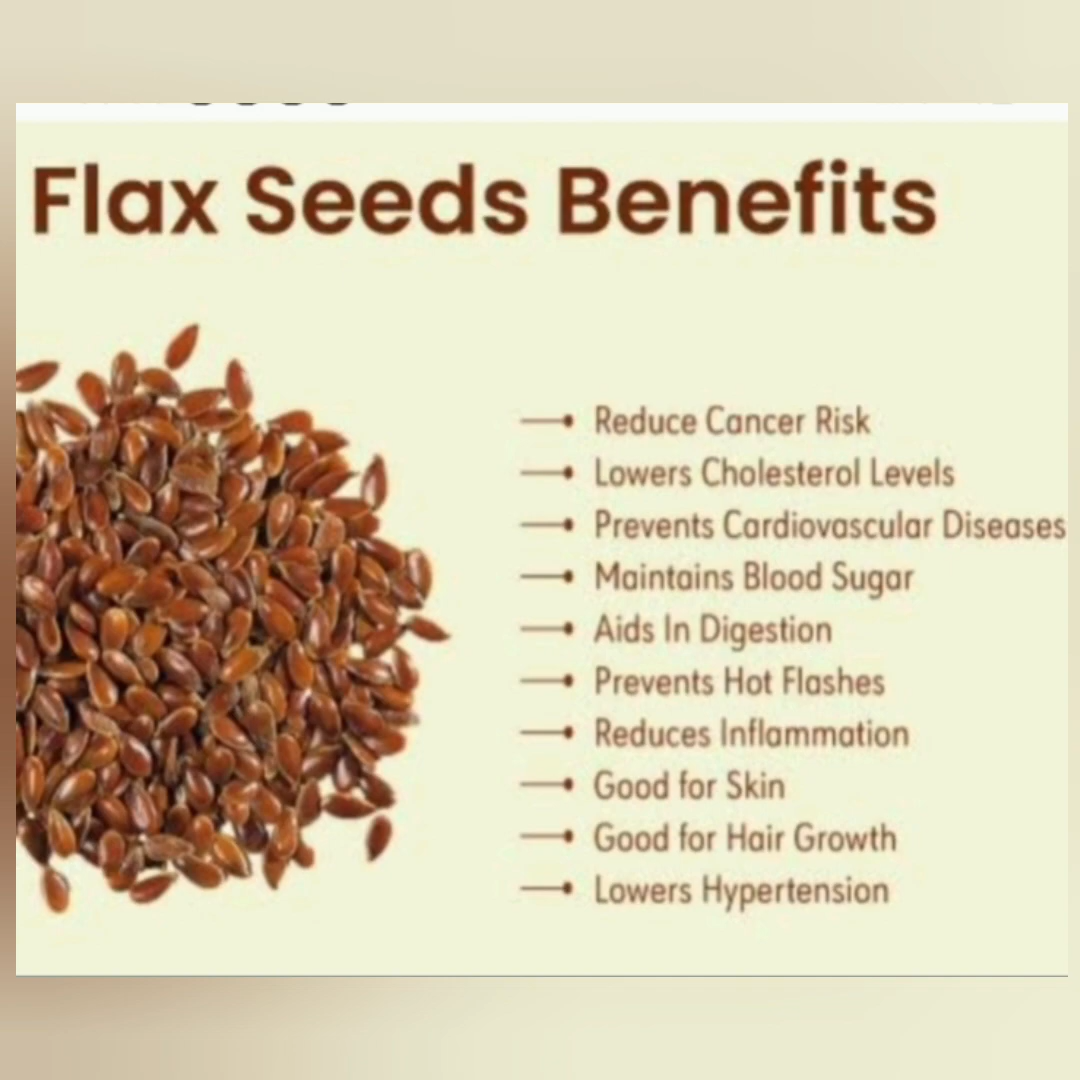 Flax Seeds Benefits
Reduce Cancer Risk
Lowers Cholesterol Levels
Prevents Cardiovascular Diseases
Maintains Blood Sugar
Aids In Digestion
Prevents Hot Flashes
Reduces Inflammation
Good for Skin
Good for Hair Growth
Lowers Hypertension